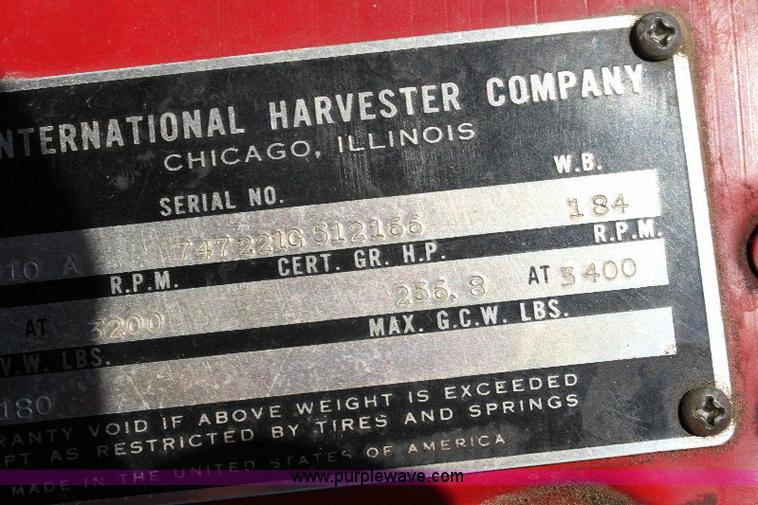 INTERNATIONAL HARVESTER COMPANY
CHICAGO, ILLINOIS
SERIAL NO. W.B.
10 A 747221G512166 184
R.P.M. CERT. GR. H.P. R.P.M.
AT 3200 256.8 AT 3400
V.W. LBS. MAX. G.C.W. LBS.
180
RANTY VOID IF ABOVE WEIGHT IS EXCEEDED
PT AS RESTRICTED BY TIRES AND SPRINGS
MADE IN THE UNITED STATES OF AMERICA
www.purplewave.com